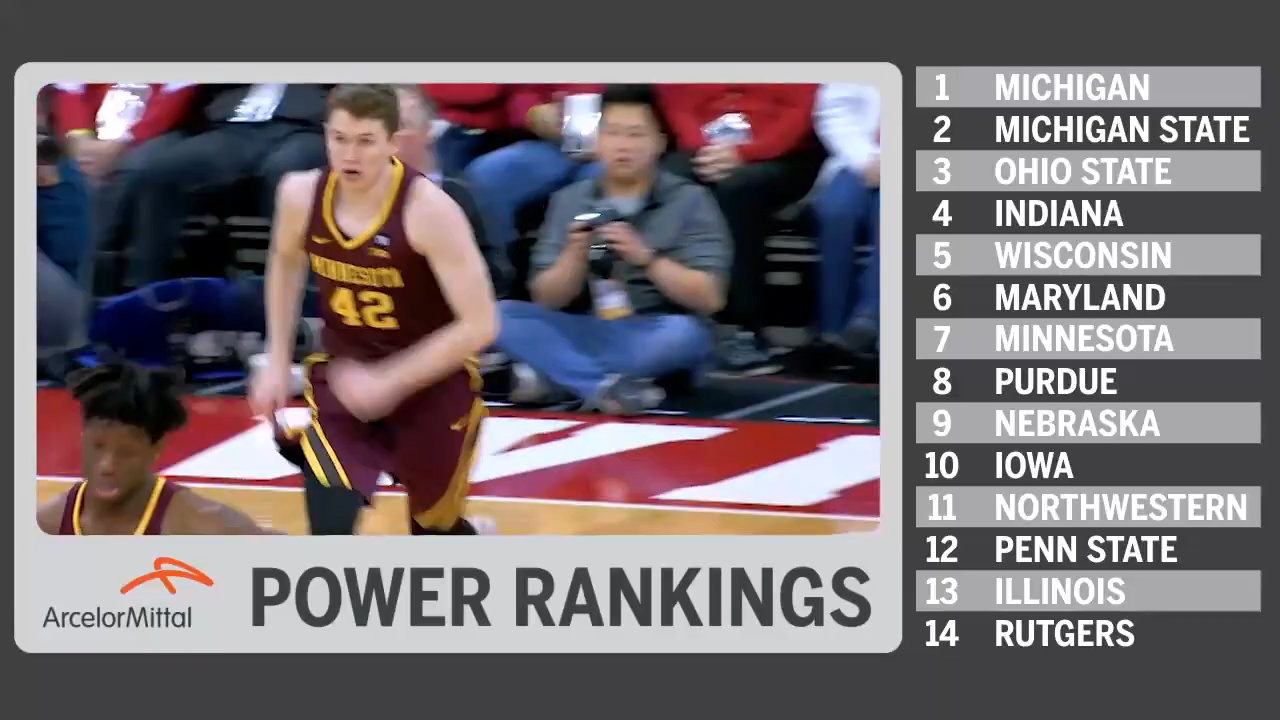 MINNESOTA
42
ArcelorMittal
POWER RANKINGS
1 MICHIGAN
2 MICHIGAN STATE
3 OHIO STATE
4 INDIANA
5 WISCONSIN
6 MARYLAND
7 MINNESOTA
8 PURDUE
9 NEBRASKA
10 IOWA
11 NORTHWESTERN
12 PENN STATE
13 ILLINOIS
14 RUTGERS